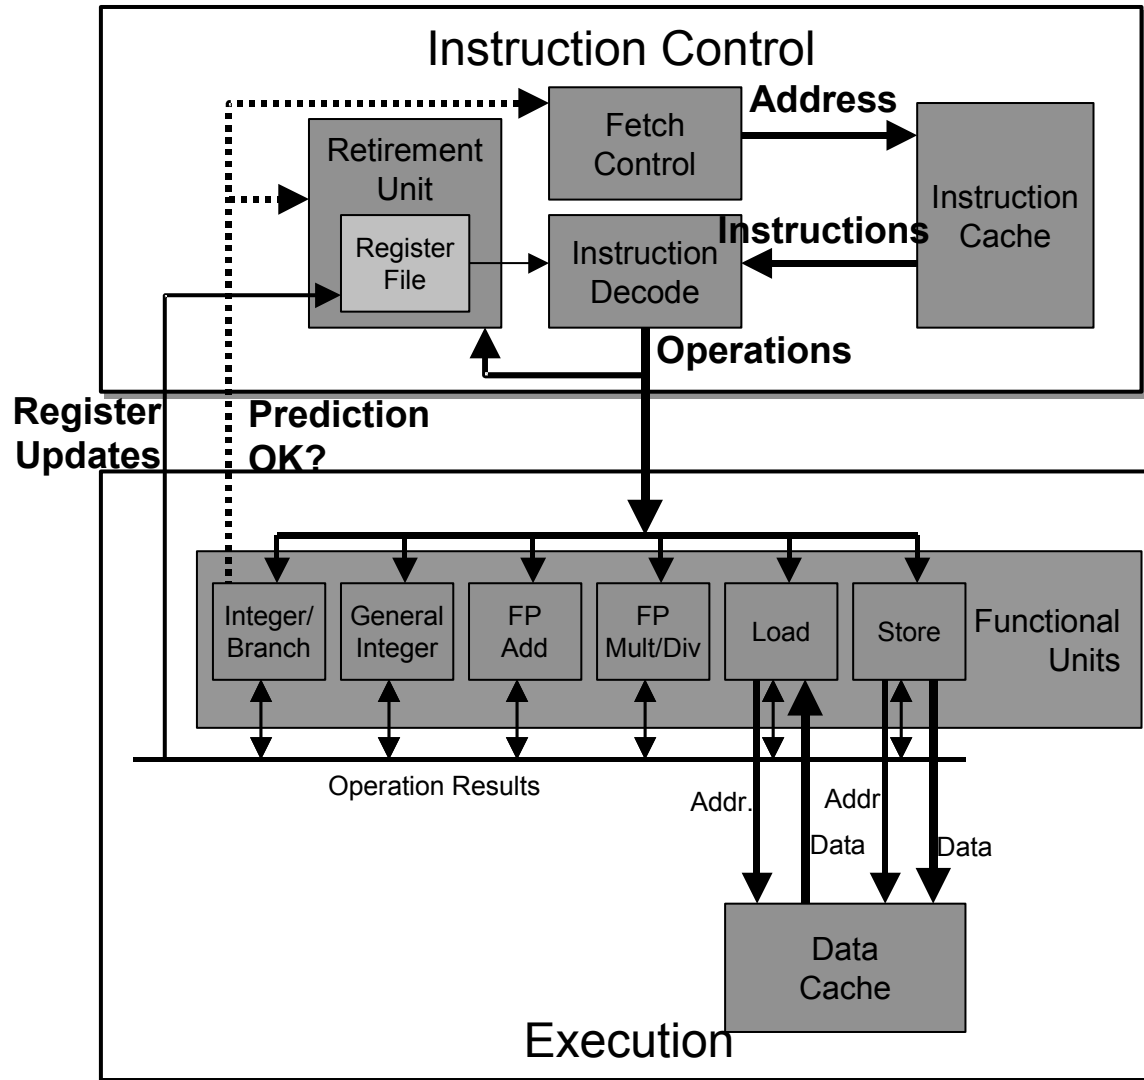 Instruction Control
Address
Fetch
Control
Retirement
Unit
Instruction
Cache
Instructions
Register
File
Instruction
Decode
Operations
Register
Updates
Prediction
OK?
Integer/
Branch
General
Integer
FP
Add
FP
Mult/Div
Load
Store
Functional
Units
Operation Results
Addr.
Addr
Data
Data
Data
Cache
Execution